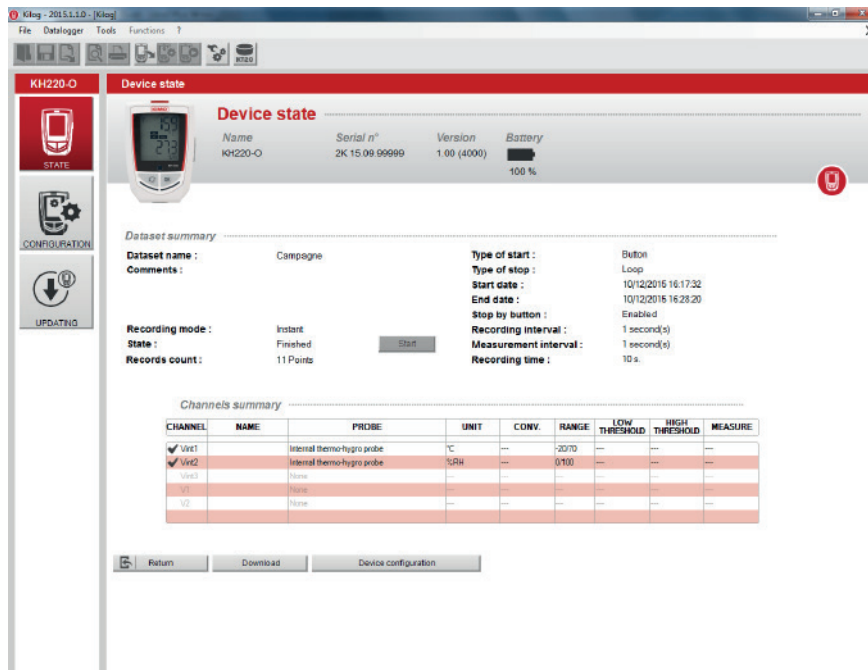 Kilog - 2015.1.1.0 - [Kilog]
File Datalogger Tools Functions ?
KT20
KH220-O Device state
STATE
CONFIGURATION
UPDATING
Device state
Name Serial n° Version Battery
KH220-O 2K 15.09.99999 1.00 (4000)
100 %
Dataset summary
Dataset name : Campagne Type of start : Button
Comments : Type of stop : Loop
Start date : 10/12/2015 16:17:32
End date : 10/12/2015 16:28:20
Stop by button : Enabled
Recording mode : Instant Recording interval : 1 second(s)
State : Finished Start Measurement interval : 1 second(s)
Records count : 11 Points Recording time : 10 s.
Channels summary
CHANNEL NAME PROBE UNIT CONV. RANGE LOW THRESHOLD HIGH THRESHOLD MEASURE
Vint1 Internal thermo-hygro probe °C --- -20/70 --- --- ---
Vint2 Internal thermo-hygro probe %RH --- 0/100 --- --- ---
Vint3 None --- --- --- --- --- ---
V1 None --- --- --- --- --- ---
V2 None --- --- --- --- --- ---
Return Download Device configuration